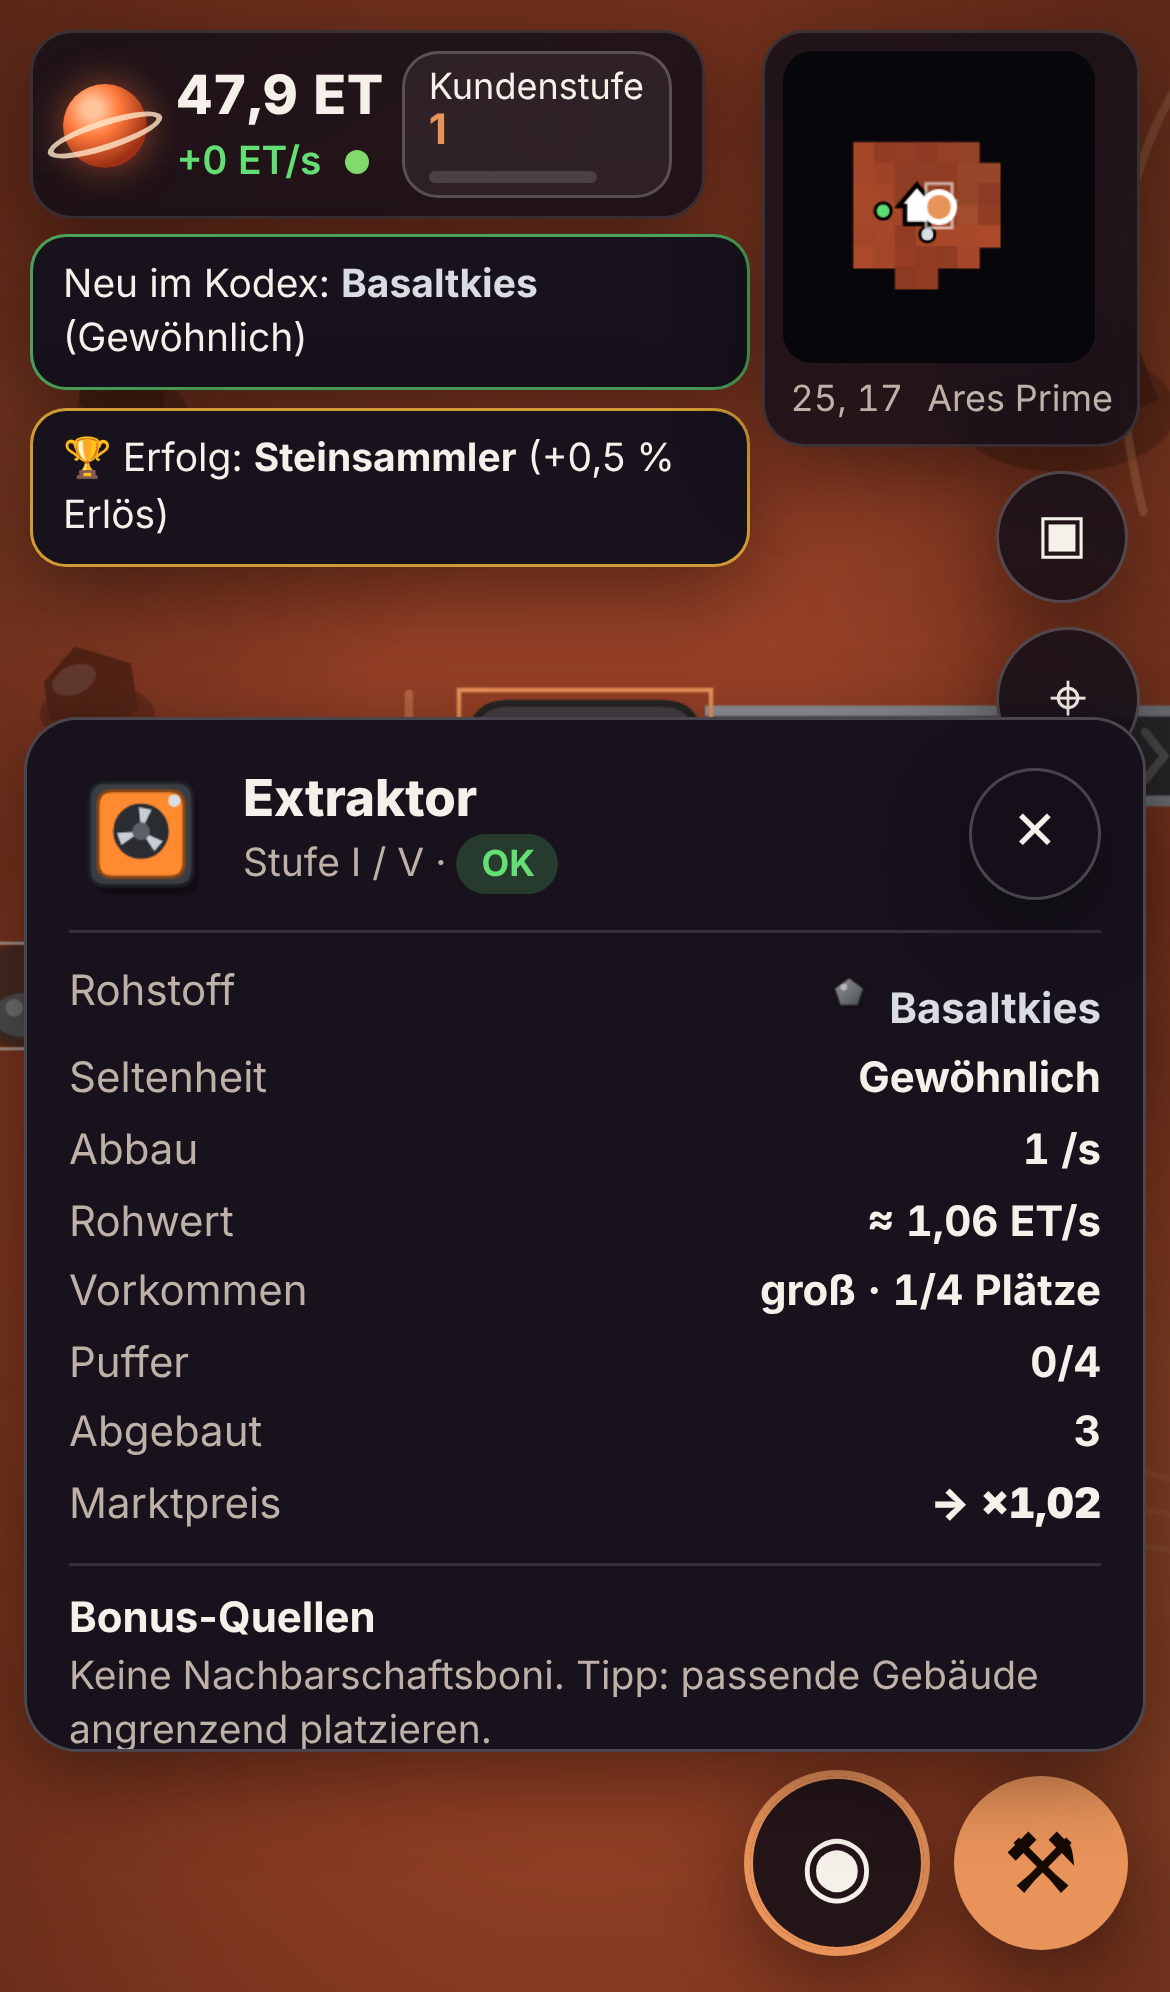 47,9 ET
+0 ET/s
Kundenstufe
1
Neu im Kodex: Basaltkies
(Gewöhnlich)
🏆 Erfolg: Steinsammler (+0,5 %
Erlös)
25, 17 Ares Prime
Extraktor
Stufe I / V · OK
Rohstoff Basaltkies
Seltenheit Gewöhnlich
Abbau 1 /s
Rohwert ≈ 1,06 ET/s
Vorkommen groß · 1/4 Plätze
Puffer 0/4
Abgebaut 3
Marktpreis → ×1,02
Bonus-Quellen
Keine Nachbarschaftsboni. Tipp: passende Gebäude
angrenzend platzieren.